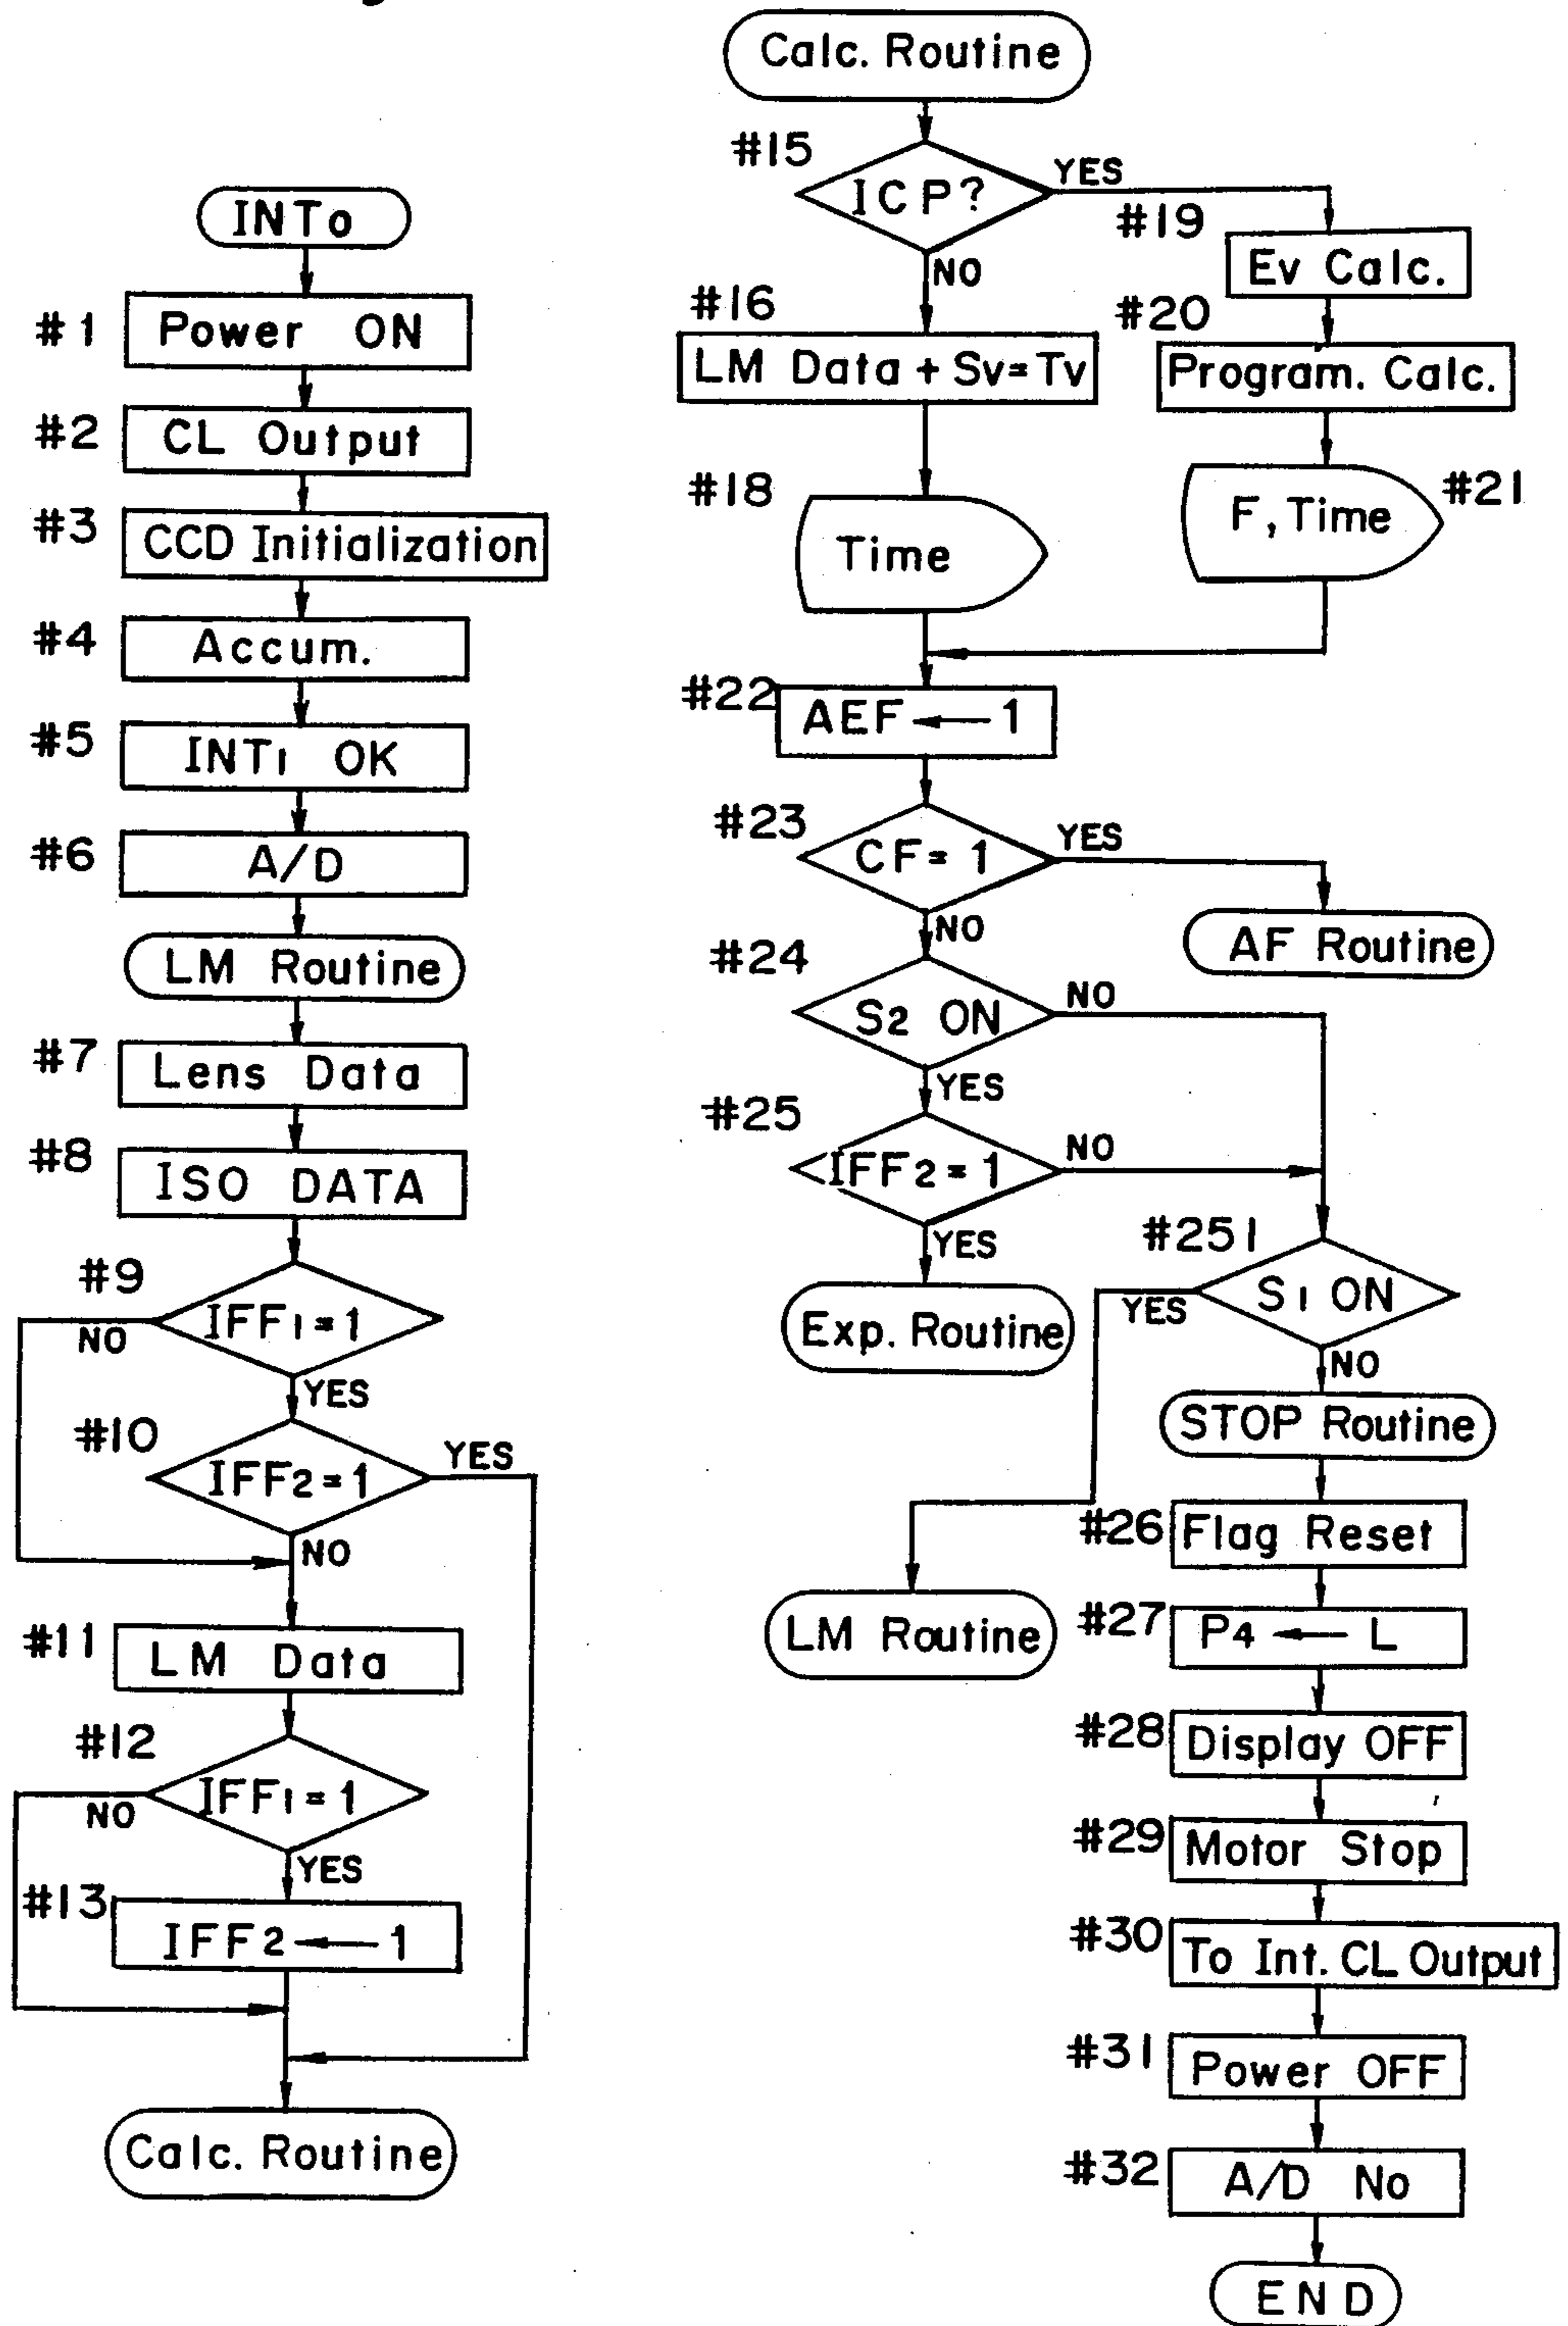 INTo
#1 Power ON
#2 CL Output
#3 CCD Initialization
#4 Accum.
#5 INT1 OK
#6 A/D
LM Routine
#7 Lens Data
#8 ISO DATA
#9 IFF1=1
NO
YES
#10 IFF2=1
YES
NO
#11 LM Data
#12 IFF1=1
NO
YES
#13 IFF2 ← 1
Calc. Routine
Calc. Routine
#15 ICP?
YES
NO
#16 LM Data + Sv=Tv
#18 Time
#19 Ev Calc.
#20 Program. Calc.
F, Time #21
#22 AEF ← 1
#23 CF=1
YES
AF Routine
NO
#24 S2 ON
NO
YES
#25 IFF2=1
NO
YES
Exp. Routine
#251 S1 ON
YES
LM Routine
NO
STOP Routine
#26 Flag Reset
#27 P4 ← L
#28 Display OFF
#29 Motor Stop
#30 To Int. CL Output
#31 Power OFF
#32 A/D No
END